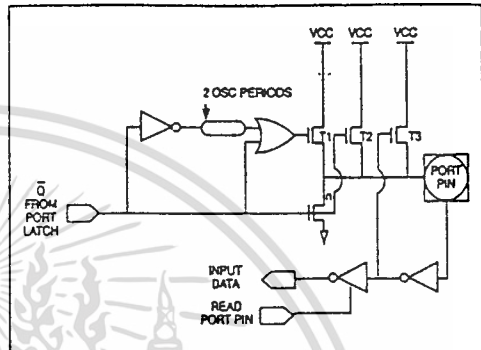 VCC VCC VCC
2 OSC PERIODS
T1 T2 T3
PORT
PIN
Q
FROM
PORT
LATCH
INPUT
DATA
READ
PORT PIN